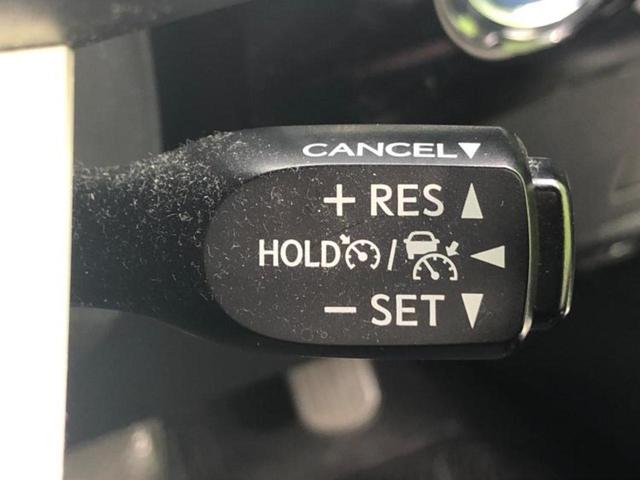 CANCEL▼
+ RES ▲
HOLD / ◀
− SET ▼